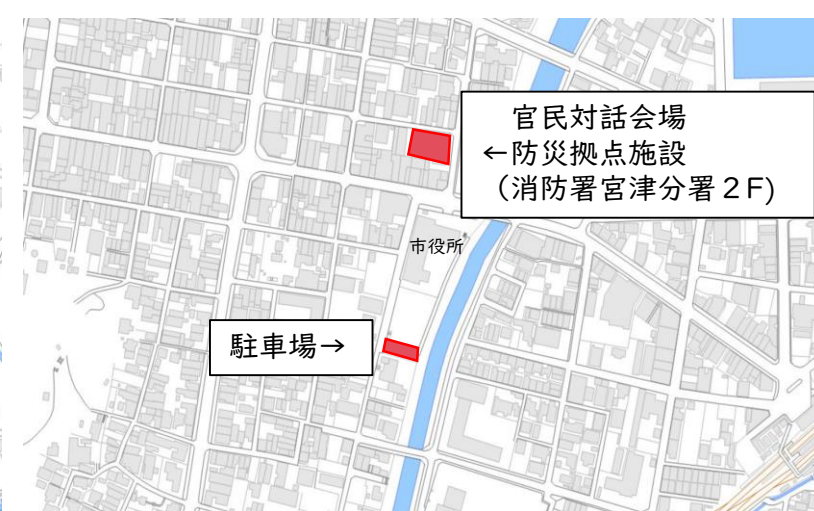 官民対話会場
←防災拠点施設
（消防署宮津分署２F)
市役所
駐車場→